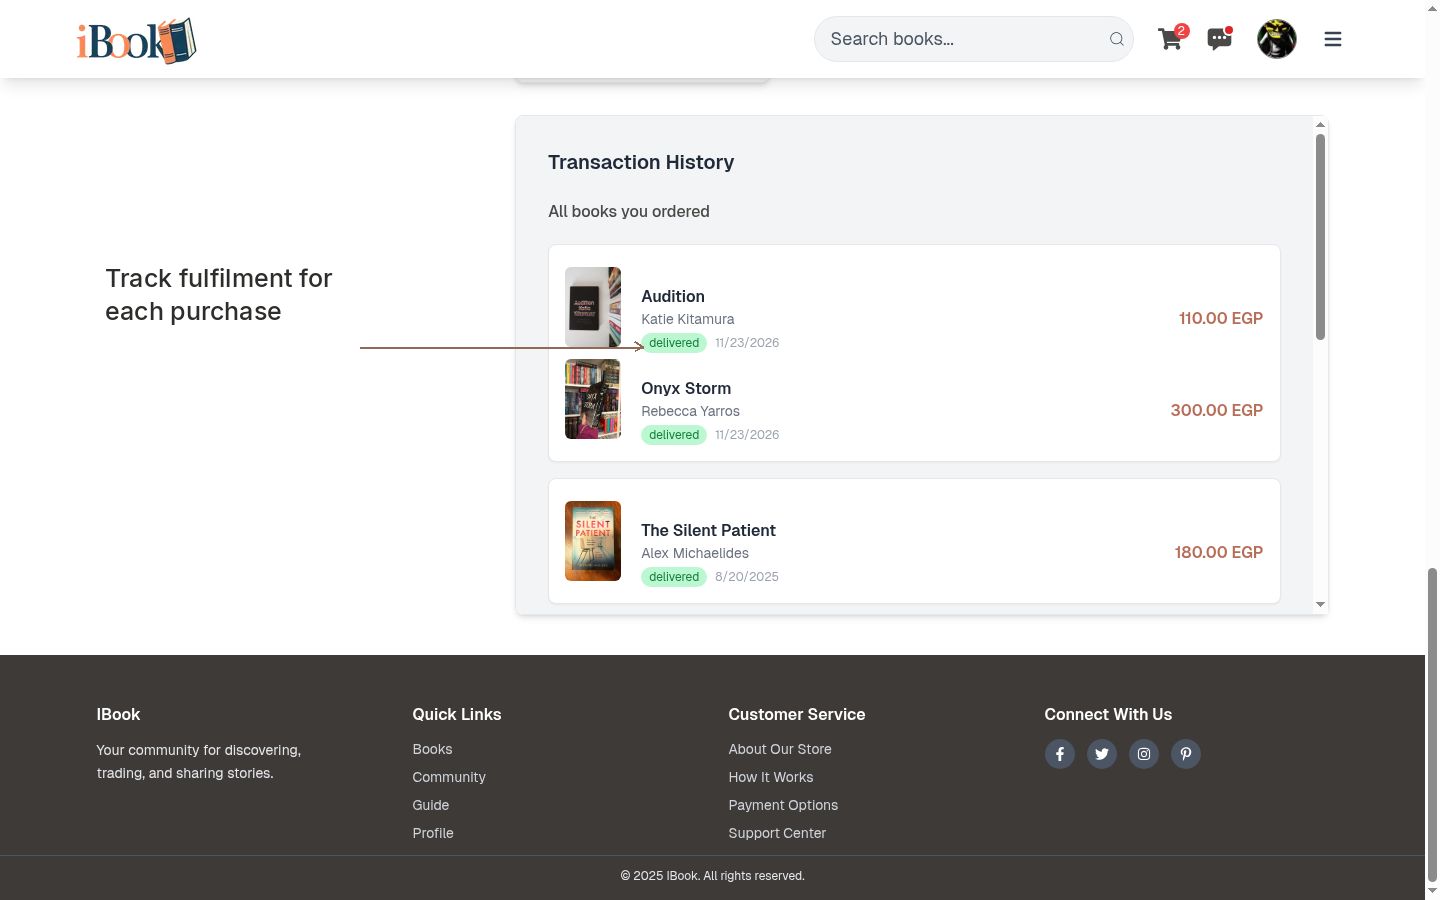 iBook
Search books...
2
Transaction History
All books you ordered
Track fulfilment for
each purchase
Audition
Katie Kitamura
110.00 EGP
delivered 11/23/2026
Onyx Storm
Rebecca Yarros
300.00 EGP
delivered 11/23/2026
THE
SILENT
PATIENT
The Silent Patient
Alex Michaelides
180.00 EGP
delivered 8/20/2025
IBook
Your community for discovering,
trading, and sharing stories.
Quick Links
Books
Community
Guide
Profile
Customer Service
About Our Store
How It Works
Payment Options
Support Center
Connect With Us
© 2025 IBook. All rights reserved.